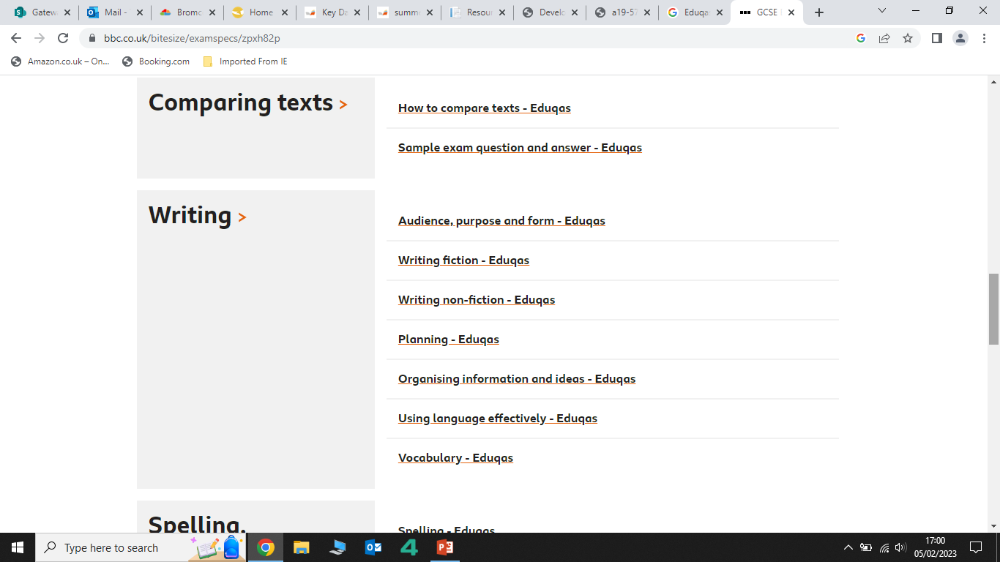 Gatew
Mail -
Bromc
Home
Key Da
summe
Resour
Develo
a19-57
Eduqas
GCSE
bbc.co.uk/bitesize/examspecs/zpxh82p
Amazon.co.uk – On...
Booking.com
Imported From IE
Comparing texts >
How to compare texts - Eduqas
Sample exam question and answer - Eduqas
Writing >
Audience, purpose and form - Eduqas
Writing fiction - Eduqas
Writing non-fiction - Eduqas
Planning - Eduqas
Organising information and ideas - Eduqas
Using language effectively - Eduqas
Vocabulary - Eduqas
Spelling,
Spelling - Eduqas
Type here to search
17:00
05/02/2023